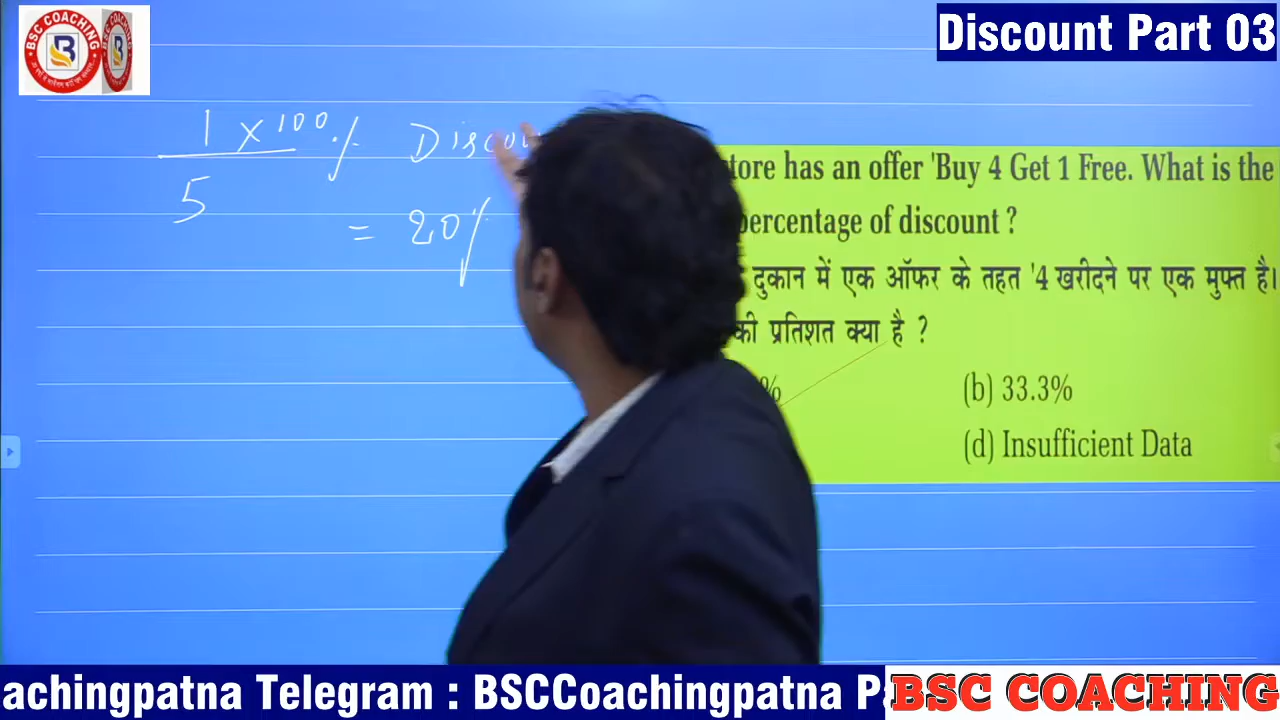 BSC COACHING
Discount Part 03
1 x 100 % Discou
5
= 20%
tore has an offer 'Buy 4 Get 1 Free. What is the
percentage of discount ?
दुकान में एक ऑफर के तहत '4 खरीदने पर एक मुफ्त है।
की प्रतिशत क्या है ?
%
(b) 33.3%
(d) Insufficient Data
achingpatna Telegram : BSCCoachingpatna Pa
BSC COACHING